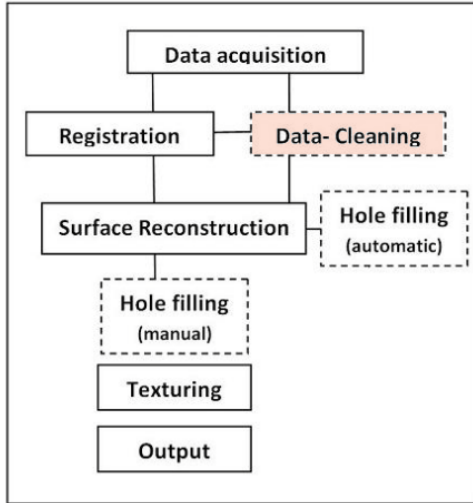 Data acquisition
Registration
Data- Cleaning
Surface Reconstruction
Hole filling
(automatic)
Hole filling
(manual)
Texturing
Output